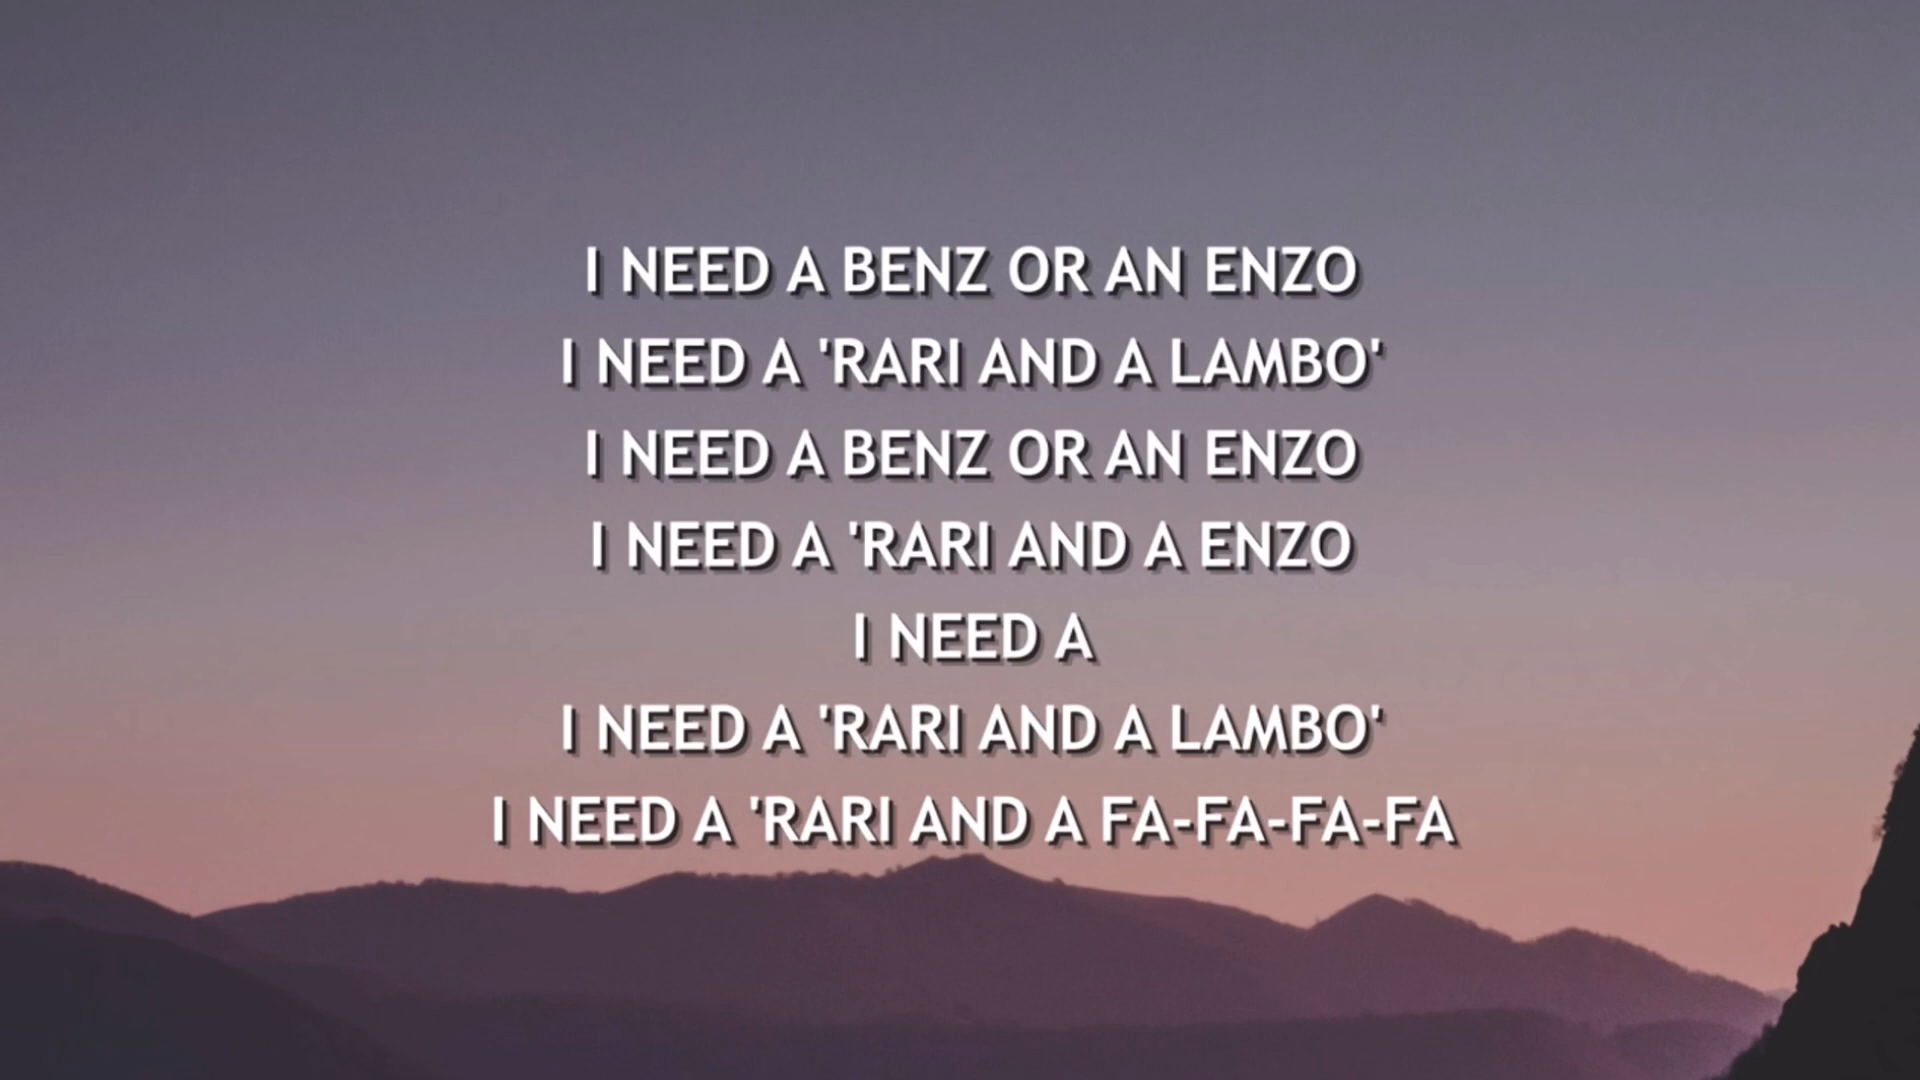 I NEED A BENZ OR AN ENZO
I NEED A 'RARI AND A LAMBO'
I NEED A BENZ OR AN ENZO
I NEED A 'RARI AND A ENZO
I NEED A
I NEED A 'RARI AND A LAMBO'
I NEED A 'RARI AND A FA-FA-FA-FA